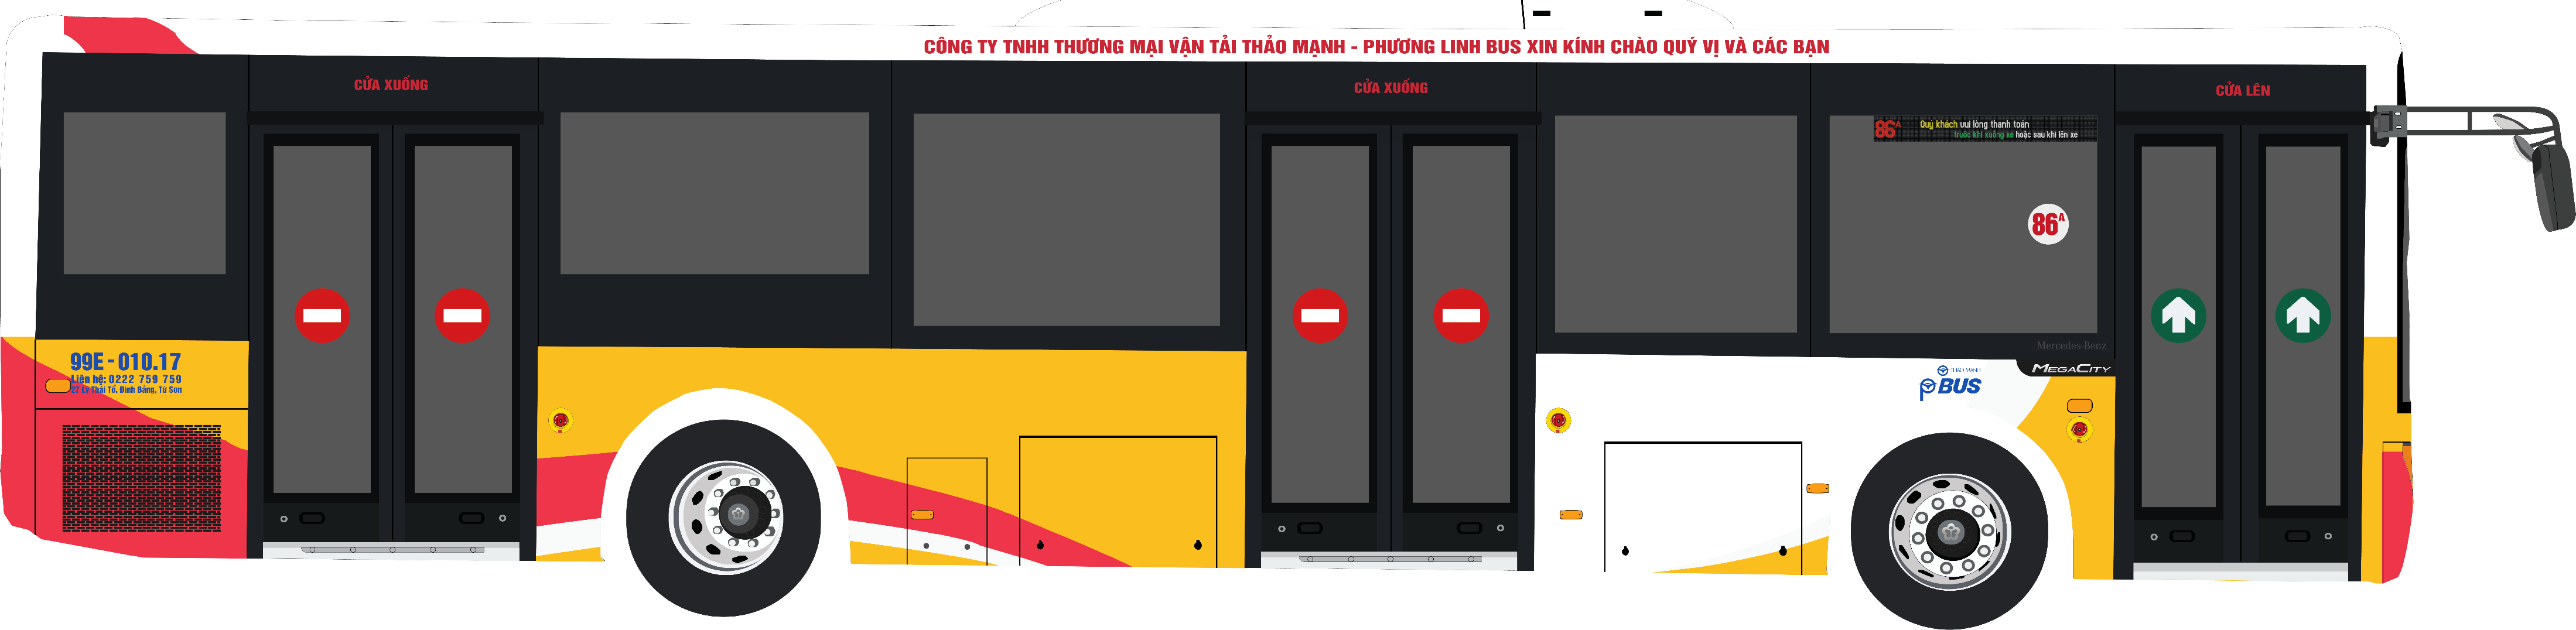 CÔNG TY TNHH THƯƠNG MẠI VẬN TẢI THẢO MẠNH - PHƯƠNG LINH BUS XIN KÍNH CHÀO QUÝ VỊ VÀ CÁC BẠN
CỬA XUỐNG
CỬA XUỐNG
CỬA LÊN
86A
Quý khách vui lòng thanh toán
trước khi xuống xe hoặc sau khi lên xe
86A
Mercedes-Benz
MEGACITY
THẢO MẠNH
BUS
99E - 010.17
Liên hệ: 0222 759 759
27 Lý Thái Tổ, Đình Bảng, Từ Sơn